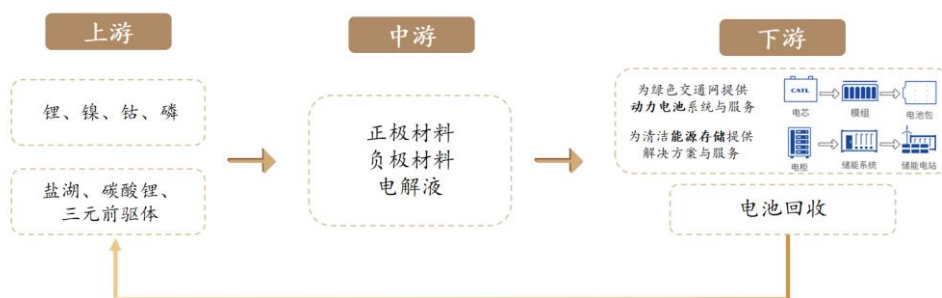 上游
中游
下游
锂、镍、钴、磷
盐湖、碳酸锂、
三元前驱体
正极材料
负极材料
电解液
为绿色交通网提供
动力电池系统与服务
CATL
电芯
模组
电池包
为清洁能源存储提供
解决方案与服务
电柜
储能系统
储能电站
电池回收